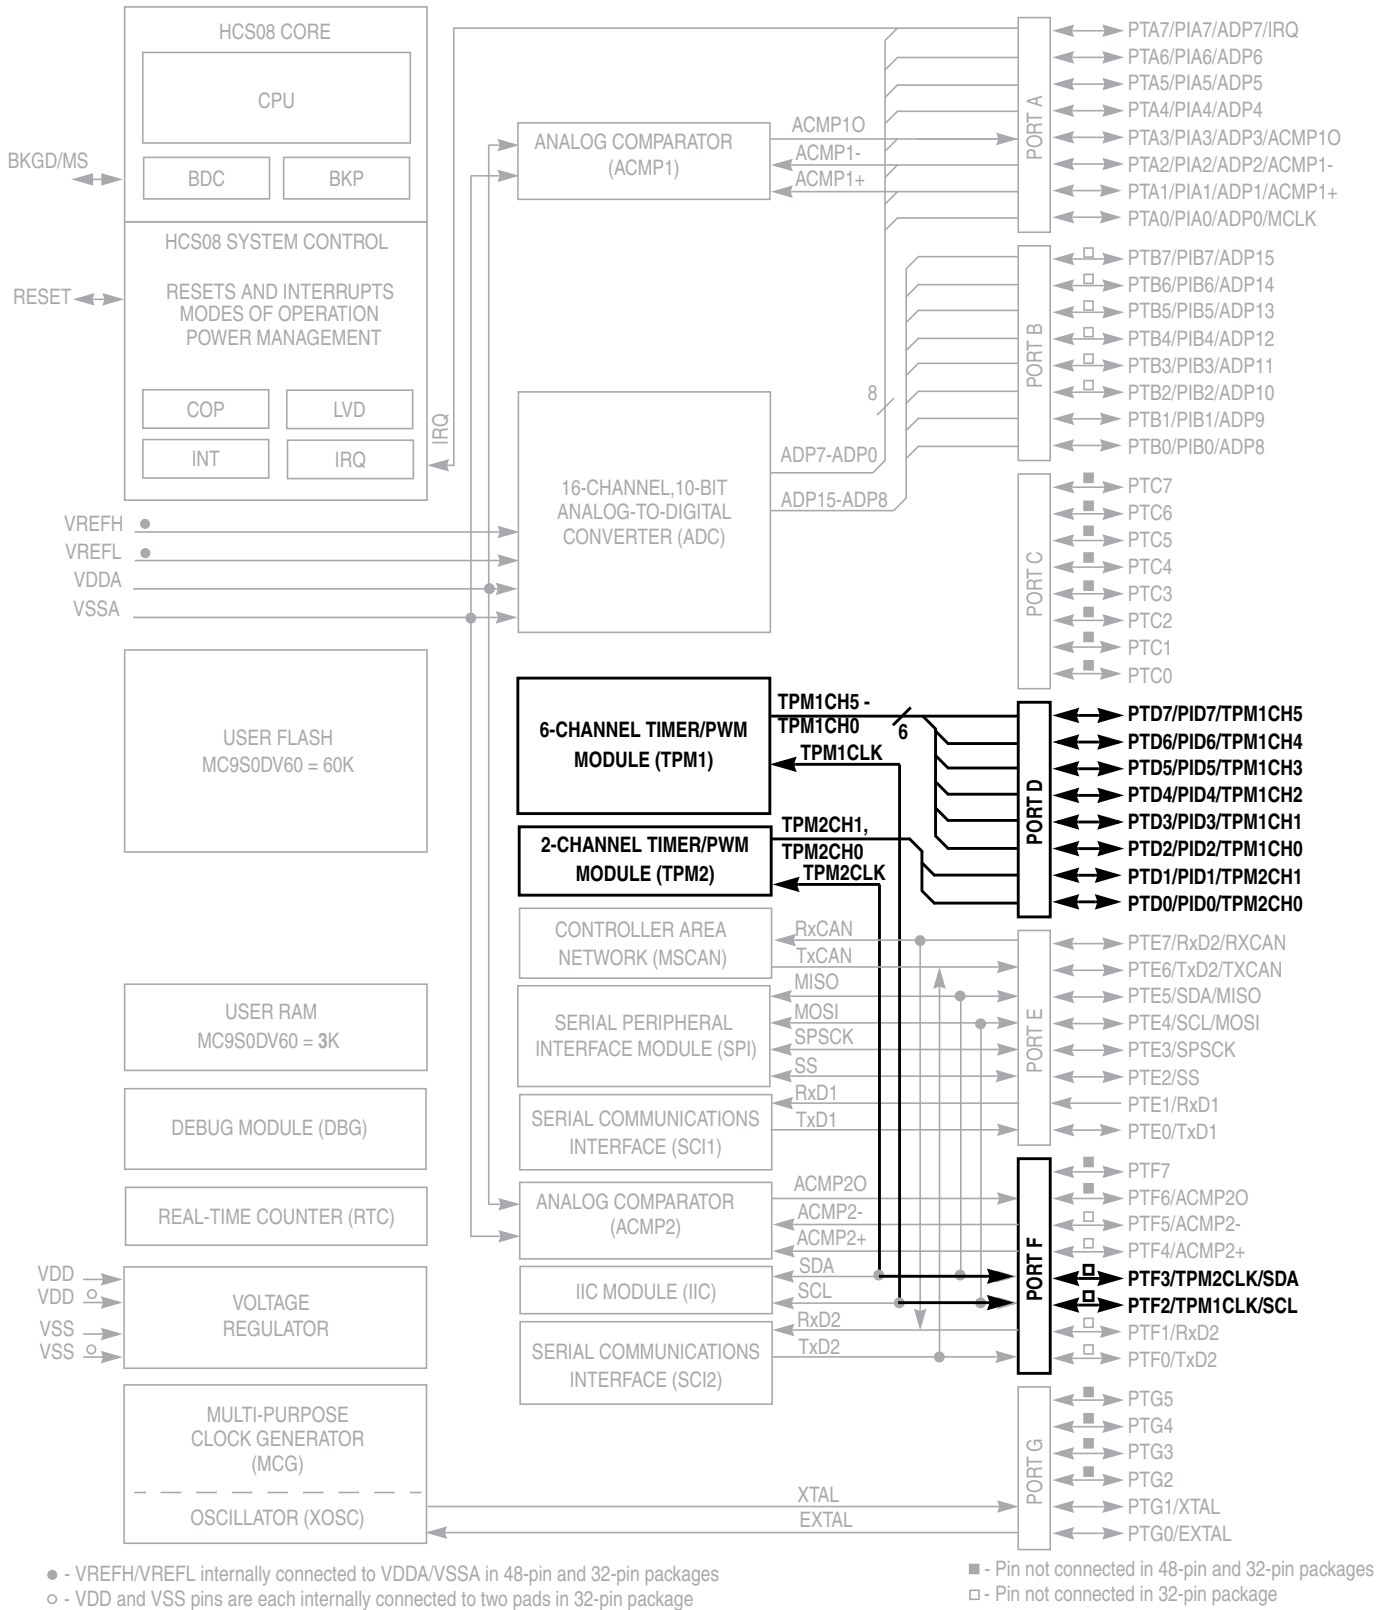 HCS08 CORE
CPU
BDC
BKP
BKGD/MS
HCS08 SYSTEM CONTROL
RESETS AND INTERRUPTS
MODES OF OPERATION
POWER MANAGEMENT
RESET
COP
LVD
INT
IRQ
IRQ
VREFH
VREFL
VDDA
VSSA
USER FLASH
MC9S0DV60 = 60K
USER RAM
MC9S0DV60 = 3K
DEBUG MODULE (DBG)
REAL-TIME COUNTER (RTC)
VDD
VDD
VSS
VSS
VOLTAGE
REGULATOR
MULTI-PURPOSE
CLOCK GENERATOR
(MCG)
OSCILLATOR (XOSC)
ANALOG COMPARATOR
(ACMP1)
ACMP1O
ACMP1-
ACMP1+
16-CHANNEL,10-BIT
ANALOG-TO-DIGITAL
CONVERTER (ADC)
8
ADP7-ADP0
ADP15-ADP8
6-CHANNEL TIMER/PWM
MODULE (TPM1)
TPM1CH5 -
TPM1CH0
6
TPM1CLK
2-CHANNEL TIMER/PWM
MODULE (TPM2)
TPM2CH1,
TPM2CH0
TPM2CLK
CONTROLLER AREA
NETWORK (MSCAN)
RxCAN
TxCAN
SERIAL PERIPHERAL
INTERFACE MODULE (SPI)
MISO
MOSI
SPSCK
SS
SERIAL COMMUNICATIONS
INTERFACE (SCI1)
RxD1
TxD1
ANALOG COMPARATOR
(ACMP2)
ACMP2O
ACMP2-
ACMP2+
IIC MODULE (IIC)
SDA
SCL
SERIAL COMMUNICATIONS
INTERFACE (SCI2)
RxD2
TxD2
XTAL
EXTAL
PORT A
PTA7/PIA7/ADP7/IRQ
PTA6/PIA6/ADP6
PTA5/PIA5/ADP5
PTA4/PIA4/ADP4
PTA3/PIA3/ADP3/ACMP1O
PTA2/PIA2/ADP2/ACMP1-
PTA1/PIA1/ADP1/ACMP1+
PTA0/PIA0/ADP0/MCLK
PORT B
PTB7/PIB7/ADP15
PTB6/PIB6/ADP14
PTB5/PIB5/ADP13
PTB4/PIB4/ADP12
PTB3/PIB3/ADP11
PTB2/PIB2/ADP10
PTB1/PIB1/ADP9
PTB0/PIB0/ADP8
PORT C
PTC7
PTC6
PTC5
PTC4
PTC3
PTC2
PTC1
PTC0
PORT D
PTD7/PID7/TPM1CH5
PTD6/PID6/TPM1CH4
PTD5/PID5/TPM1CH3
PTD4/PID4/TPM1CH2
PTD3/PID3/TPM1CH1
PTD2/PID2/TPM1CH0
PTD1/PID1/TPM2CH1
PTD0/PID0/TPM2CH0
PORT E
PTE7/RxD2/RXCAN
PTE6/TxD2/TXCAN
PTE5/SDA/MISO
PTE4/SCL/MOSI
PTE3/SPSCK
PTE2/SS
PTE1/RxD1
PTE0/TxD1
PORT F
PTF7
PTF6/ACMP2O
PTF5/ACMP2-
PTF4/ACMP2+
PTF3/TPM2CLK/SDA
PTF2/TPM1CLK/SCL
PTF1/RxD2
PTF0/TxD2
PORT G
PTG5
PTG4
PTG3
PTG2
PTG1/XTAL
PTG0/EXTAL
● - VREFH/VREFL internally connected to VDDA/VSSA in 48-pin and 32-pin packages
○ - VDD and VSS pins are each internally connected to two pads in 32-pin package
■ - Pin not connected in 48-pin and 32-pin packages
□ - Pin not connected in 32-pin package